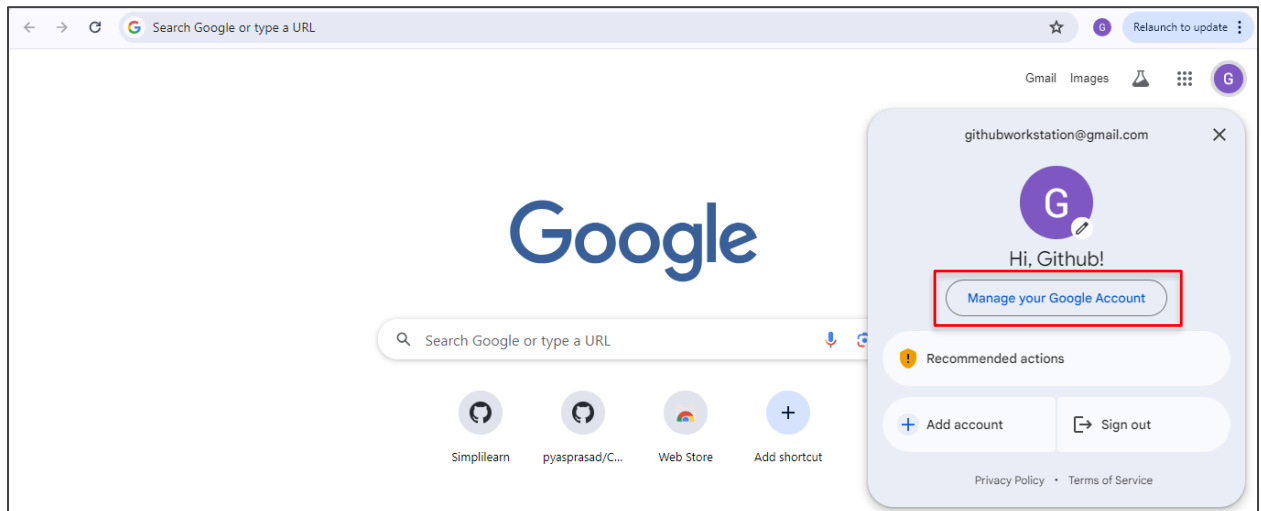 G Search Google or type a URL G Relaunch to update
Gmail Images G
githubworkstation@gmail.com
G
Google
Hi, Github!
Manage your Google Account
Search Google or type a URL
Recommended actions
Add account Sign out
Simplilearn pyasprasad/C... Web Store Add shortcut
Privacy Policy • Terms of Service